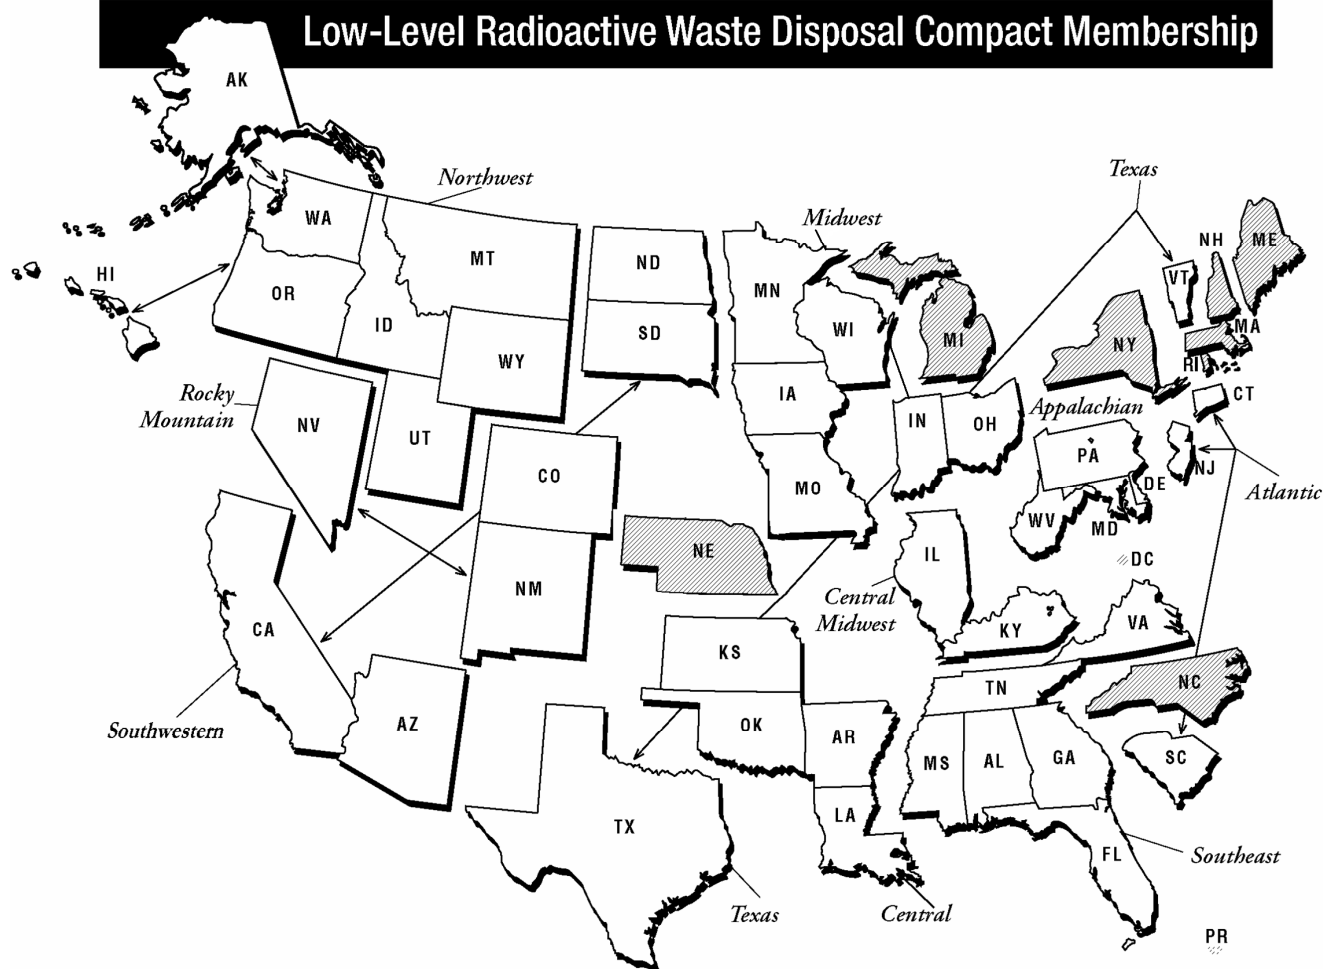 Low-Level Radioactive Waste Disposal Compact Membership
AK
Northwest
Texas
Midwest
WA
MT
ND
MN
NH
ME
HI
OR
ID
SD
WI
MI
VT
NY
MA
RI
WY
Rocky
Mountain
NV
UT
IA
IN
OH
Appalachian
CT
CO
MO
PA
NJ
DE
Atlantic
WV
MD
NE
IL
DC
NM
Central
Midwest
CA
KS
KY
VA
TN
NC
Southwestern
AZ
OK
AR
MS
AL
GA
SC
TX
LA
FL
Southeast
Texas
Central
PR